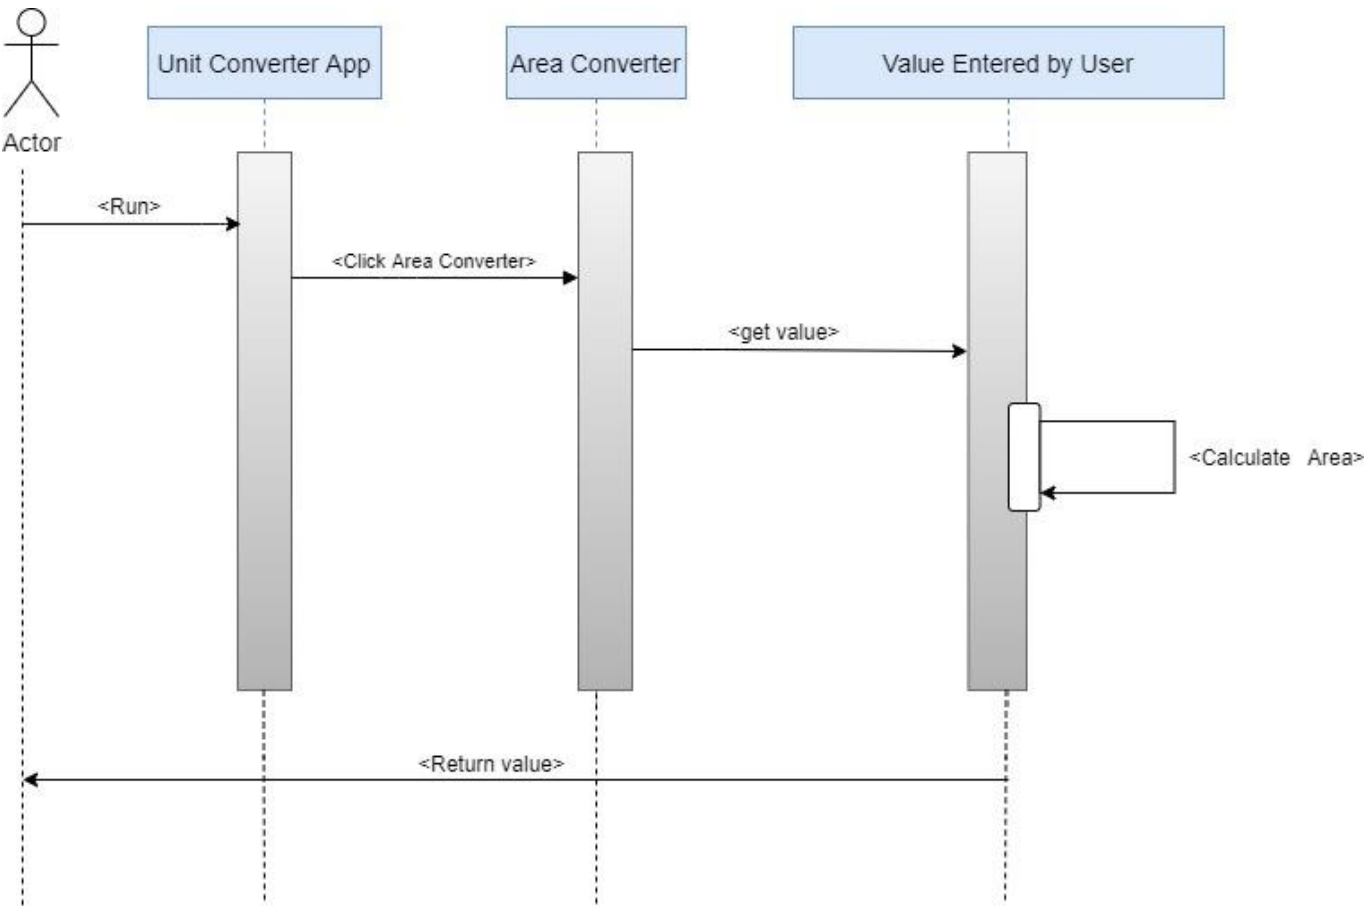 Unit Converter App
Area Converter
Value Entered by User
Actor
<Run>
<Click Area Converter>
<get value>
<Calculate Area>
<Return value>